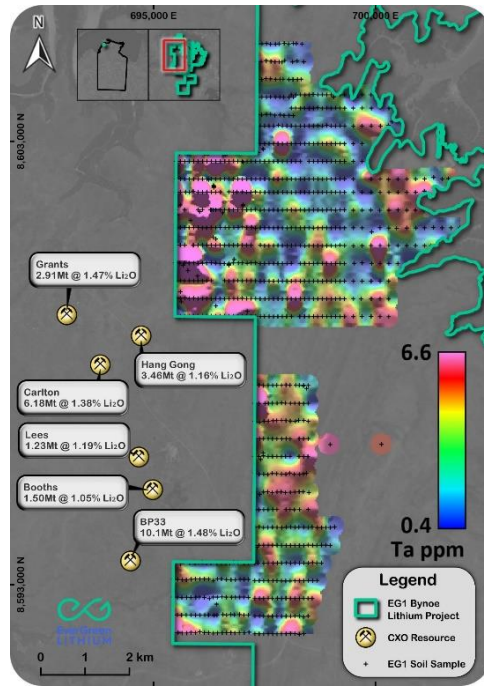 695,000 E
700,000 E
N
8,603,000 N
Grants
2.91Mt @ 1.47% Li₂O
Hang Gong
3.46Mt @ 1.16% Li₂O
Carlton
6.18Mt @ 1.38% Li₂O
Lees
1.23Mt @ 1.19% Li₂O
Booths
1.50Mt @ 1.05% Li₂O
BP33
10.1Mt @ 1.48% Li₂O
6.6
0.4
Ta ppm
8,593,000 N
EverGreen
LITHIUM
0 1 2 km
Legend
EG1 Bynoe
Lithium Project
CXO Resource
EG1 Soil Sample